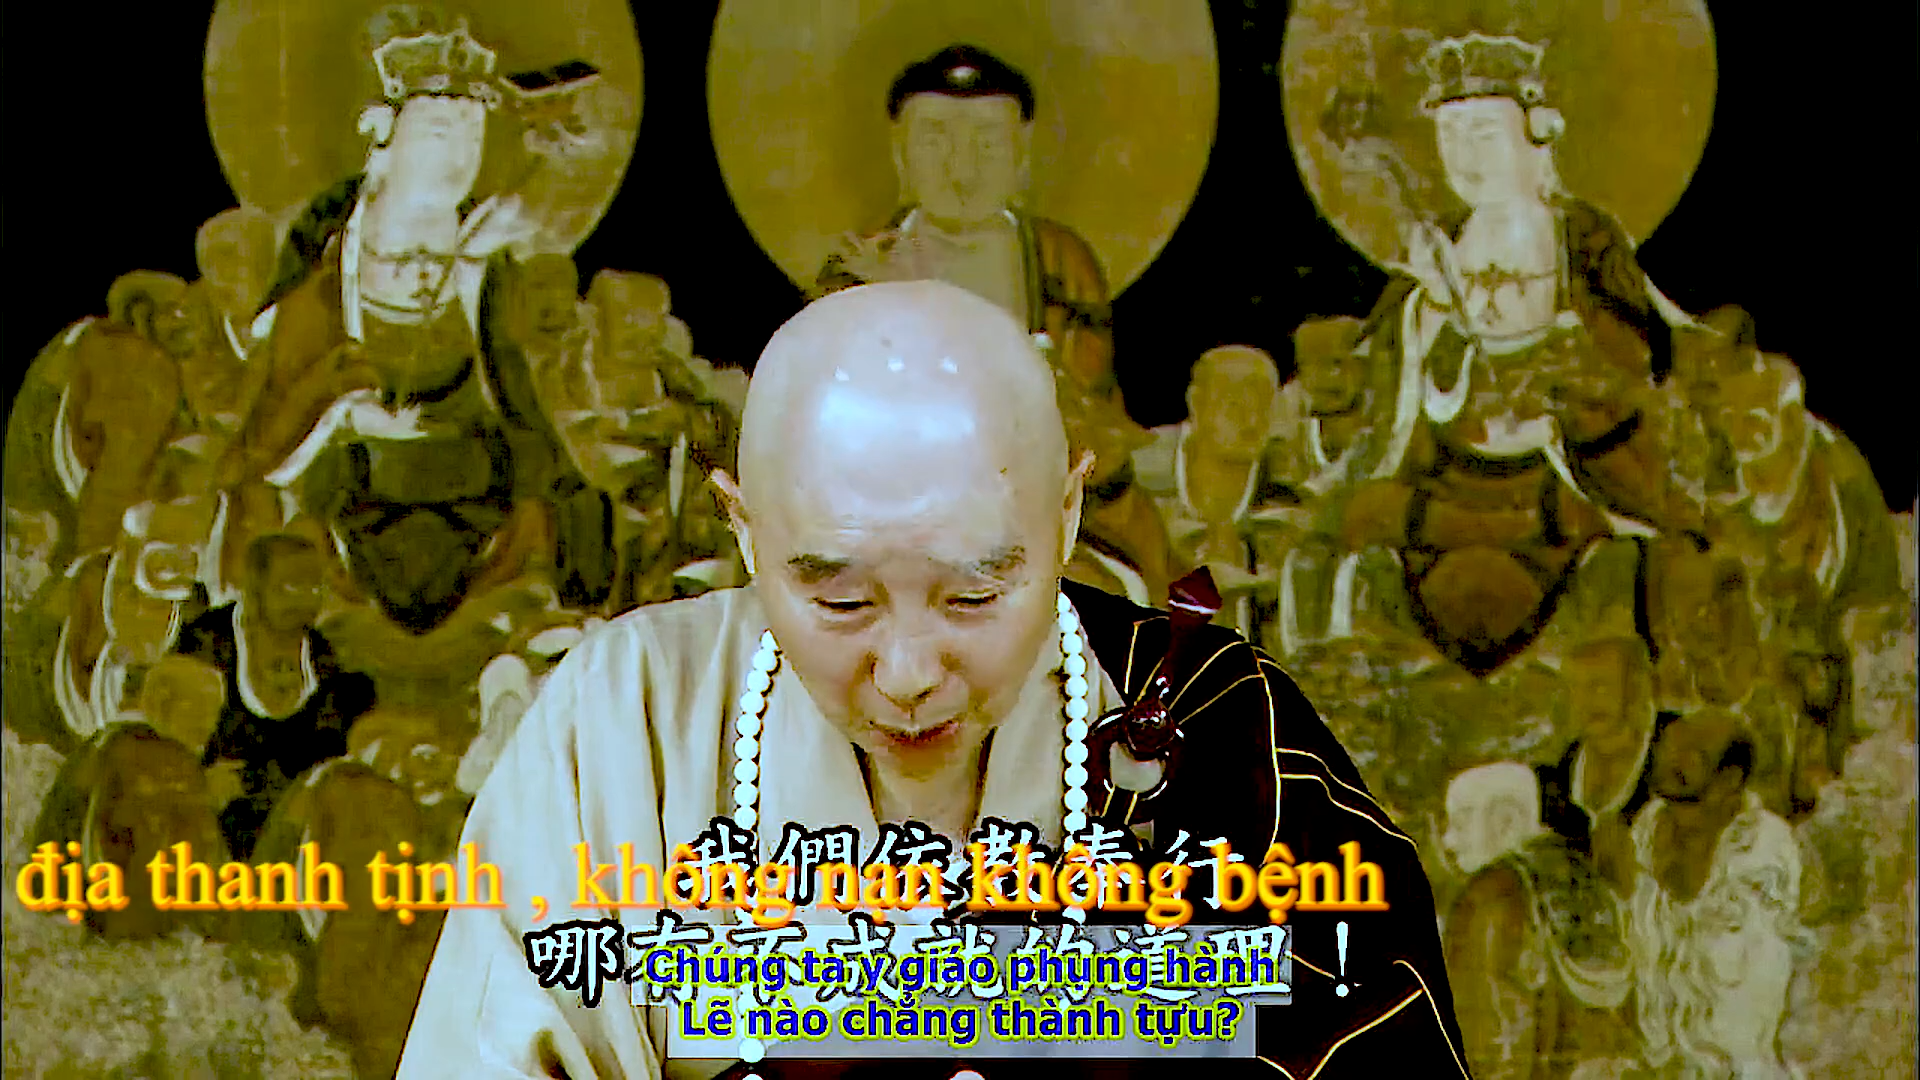 我們依教奉行
địa thanh tịnh , không nạn không bệnh
哪有不成就的道理！
Chúng ta y giáo phụng hành
Lẽ nào chẳng thành tựu?